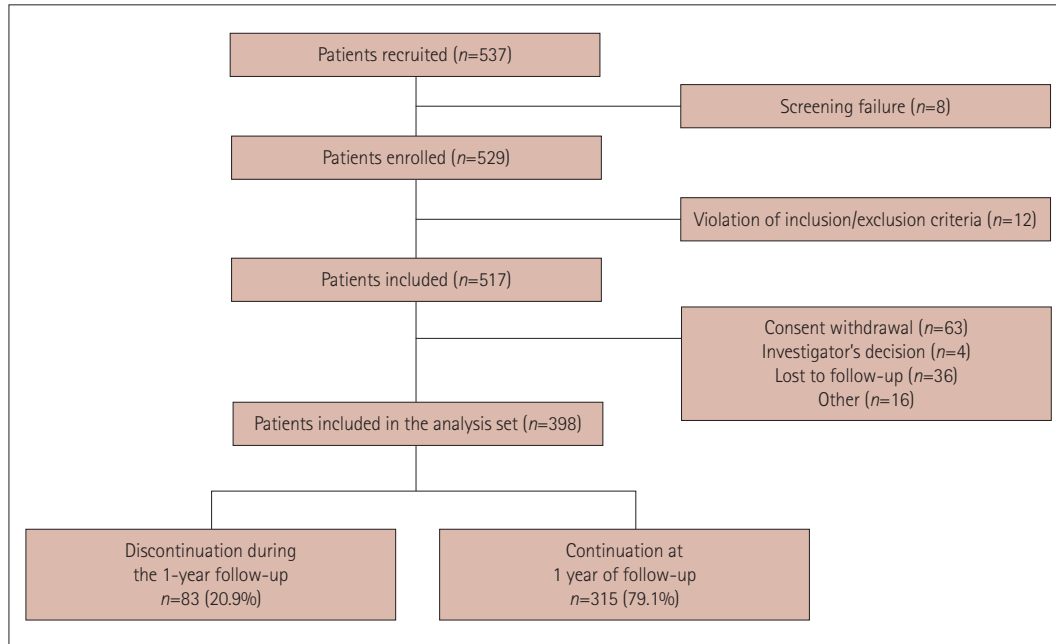 Patients recruited (n=537)
Screening failure (n=8)
Patients enrolled (n=529)
Violation of inclusion/exclusion criteria (n=12)
Patients included (n=517)
Consent withdrawal (n=63)
Investigator's decision (n=4)
Lost to follow-up (n=36)
Other (n=16)
Patients included in the analysis set (n=398)
Discontinuation during
the 1-year follow-up
n=83 (20.9%)
Continuation at
1 year of follow-up
n=315 (79.1%)